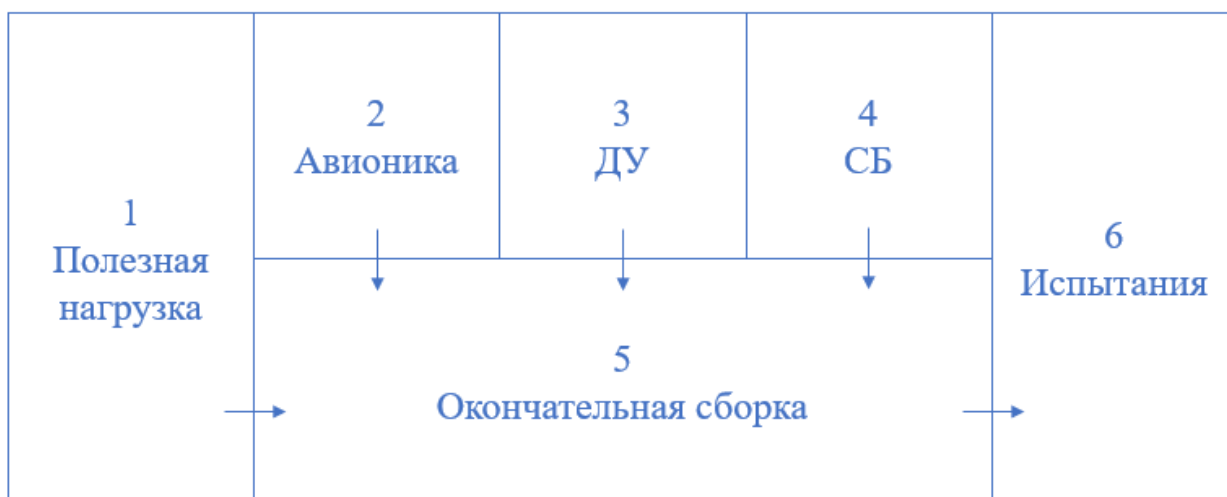 1
Полезная
нагрузка
2
Авионика
3
ДУ
4
СБ
5
Окончательная сборка
6
Испытания